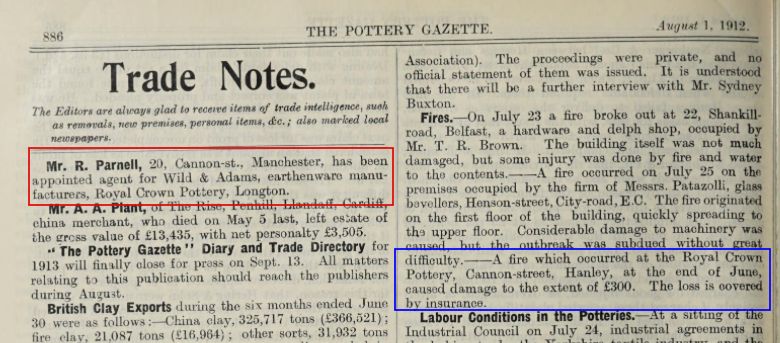 886
THE POTTERY GAZETTE.
August 1, 1912.
Trade Notes.
The Editors are always glad to receive items of trade intelligence, such
as removals, new premises, personal items, &c.; also marked local
newspapers.
Mr. R. Parnell, 20, Cannon-st., Manchester, has been
appointed agent for Wild & Adams, earthenware manu-
facturers, Royal Crown Pottery, Longton.
Mr. A. A. Plant, of The Rise, Penhill, Llandaff, Cardiff,
china merchant, who died on May 5 last, left estate of
the gross value of £13,435, with net personalty £3,505.
"The Pottery Gazette" Diary and Trade Directory for
1913 will finally close for press on Sept. 13. All matters
relating to this publication should reach the publishers
during August.
British Clay Exports during the six months ended June
30 were as follows:—China clay, 325,717 tons (£366,521);
fire clay, 21,087 tons (£16,964); other sorts, 31,932 tons
Association). The proceedings were private, and no
official statement of them was issued. It is understood
that there will be a further interview with Mr. Sydney
Buxton.
Fires.—On July 23 a fire broke out at 22, Shankill-
road, Belfast, a hardware and delph shop, occupied by
Mr. T. R. Brown. The building itself was not much
damaged, but some injury was done by fire and water
to the contents.——A fire occurred on July 25 on the
premises occupied by the firm of Messrs. Patazolli, glass
bevellers, Henson-street, City-road, E.C. The fire originated
on the first floor of the building, quickly spreading to
the upper floor. Considerable damage to machinery was
caused, but the outbreak was subdued without great
difficulty.——A fire which occurred at the Royal Crown
Pottery, Cannon-street, Hanley, at the end of June,
caused damage to the extent of £300. The loss is covered
by insurance.
Labour Conditions in the Potteries.—At a sitting of the
Industrial Council on July 24, industrial agreements in